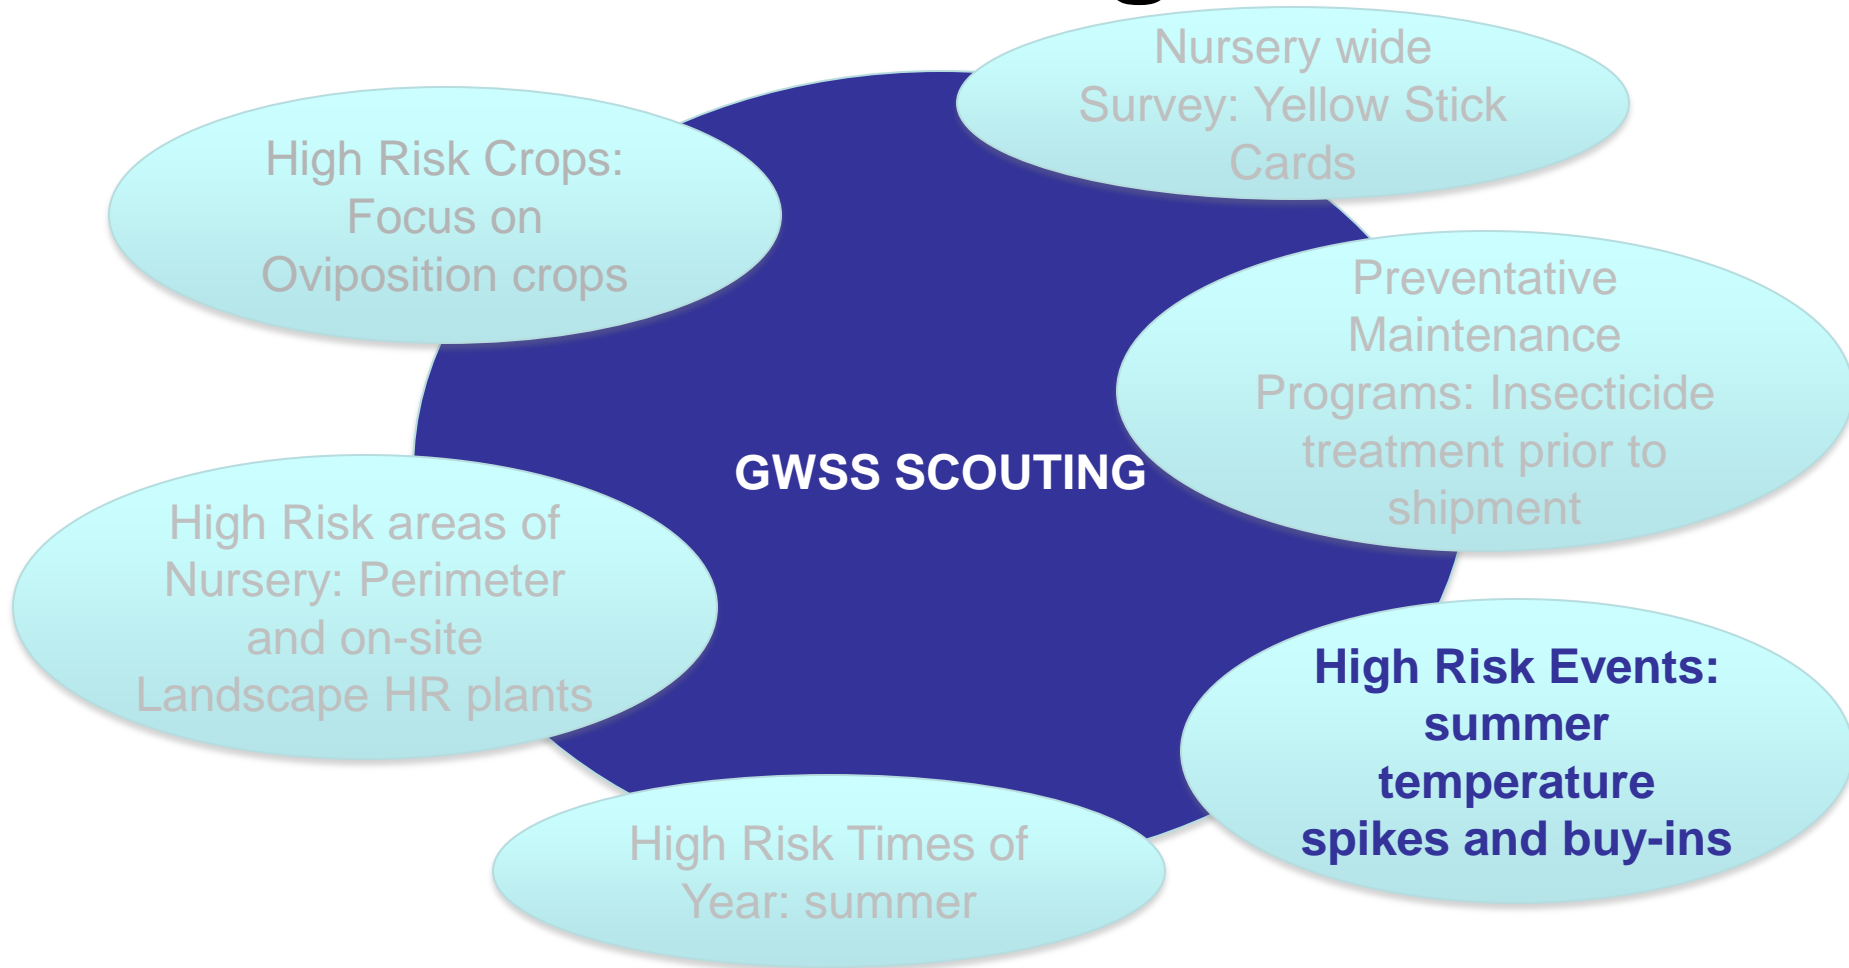 Nursery wide
Survey: Yellow Stick
Cards
High Risk Crops:
Focus on
Oviposition crops
Preventative
Maintenance
Programs: Insecticide
treatment prior to
shipment
GWSS SCOUTING
High Risk areas of
Nursery: Perimeter
and on-site
Landscape HR plants
High Risk Events:
summer
temperature
spikes and buy-ins
High Risk Times of
Year: summer